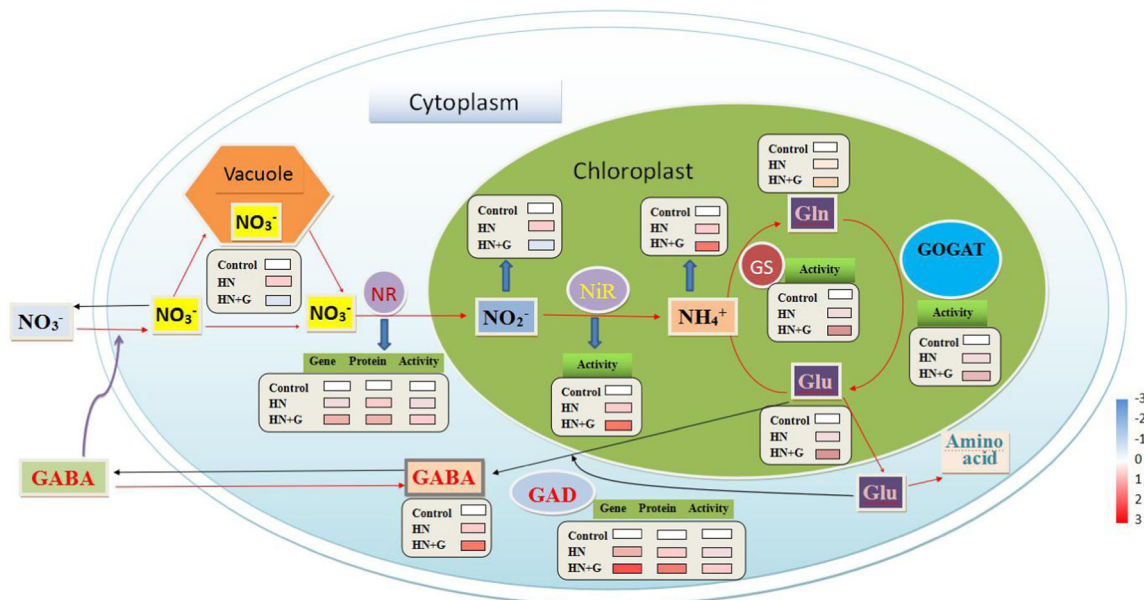 Cytoplasm
Chloroplast
Vacuole
NO₃⁻
Control
HN
HN+G
NO₃⁻
NO₃⁻
NO₃⁻
NR
Gene Protein Activity
Control
HN
HN+G
Control
HN
HN+G
NO₂⁻
NiR
Activity
Control
HN
HN+G
Control
HN
HN+G
NH₄⁺
Control
HN
HN+G
Gln
GS
Activity
Control
HN
HN+G
GOGAT
Activity
Control
HN
HN+G
Glu
Control
HN
HN+G
Glu
Amino
acid
GABA
GABA
Control
HN
HN+G
GAD
Gene Protein Activity
Control
HN
HN+G
-3
-2
-1
0
1
2
3